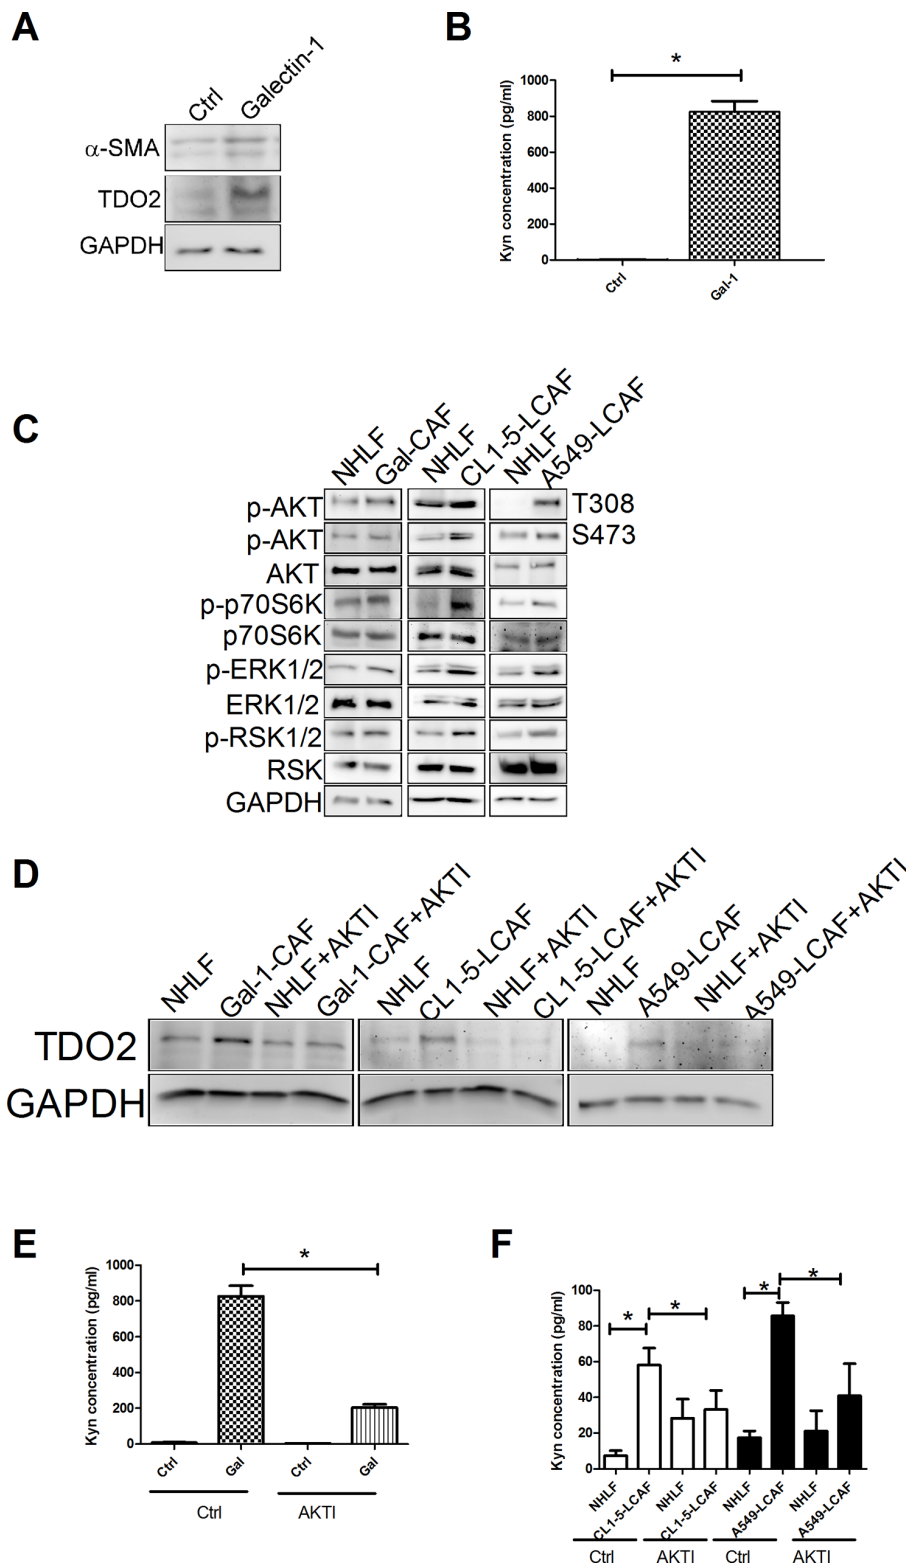 A
Ctrl
Galectin-1
α-SMA
TDO2
GAPDH
B
*
1000
800
600
400
200
0
Kyn concentration (pg/ml)
Ctrl
Gal-1
C
NHLF
Gal-CAF
NHLF
CL1-5-LCAF
NHLF
A549-LCAF
p-AKT T308
p-AKT S473
AKT
p-p70S6K
p70S6K
p-ERK1/2
ERK1/2
p-RSK1/2
RSK
GAPDH
D
NHLF
Gal-1-CAF
NHLF+AKTI
Gal-1-CAF+AKTI
NHLF
CL1-5-LCAF
NHLF+AKTI
CL1-5-LCAF+AKTI
NHLF
A549-LCAF
NHLF+AKTI
A549-LCAF+AKTI
TDO2
GAPDH
E
*
1000
800
600
400
200
0
Kyn concentration (pg/ml)
Ctrl
Gal
Ctrl
Gal
Ctrl AKTI
F
* * * *
100
80
60
40
20
0
Kyn concentration (pg/ml)
NHLF
CL1-5-LCAF
NHLF
CL1-5-LCAF
NHLF
A549-LCAF
NHLF
A549-LCAF
Ctrl AKTI Ctrl AKTI